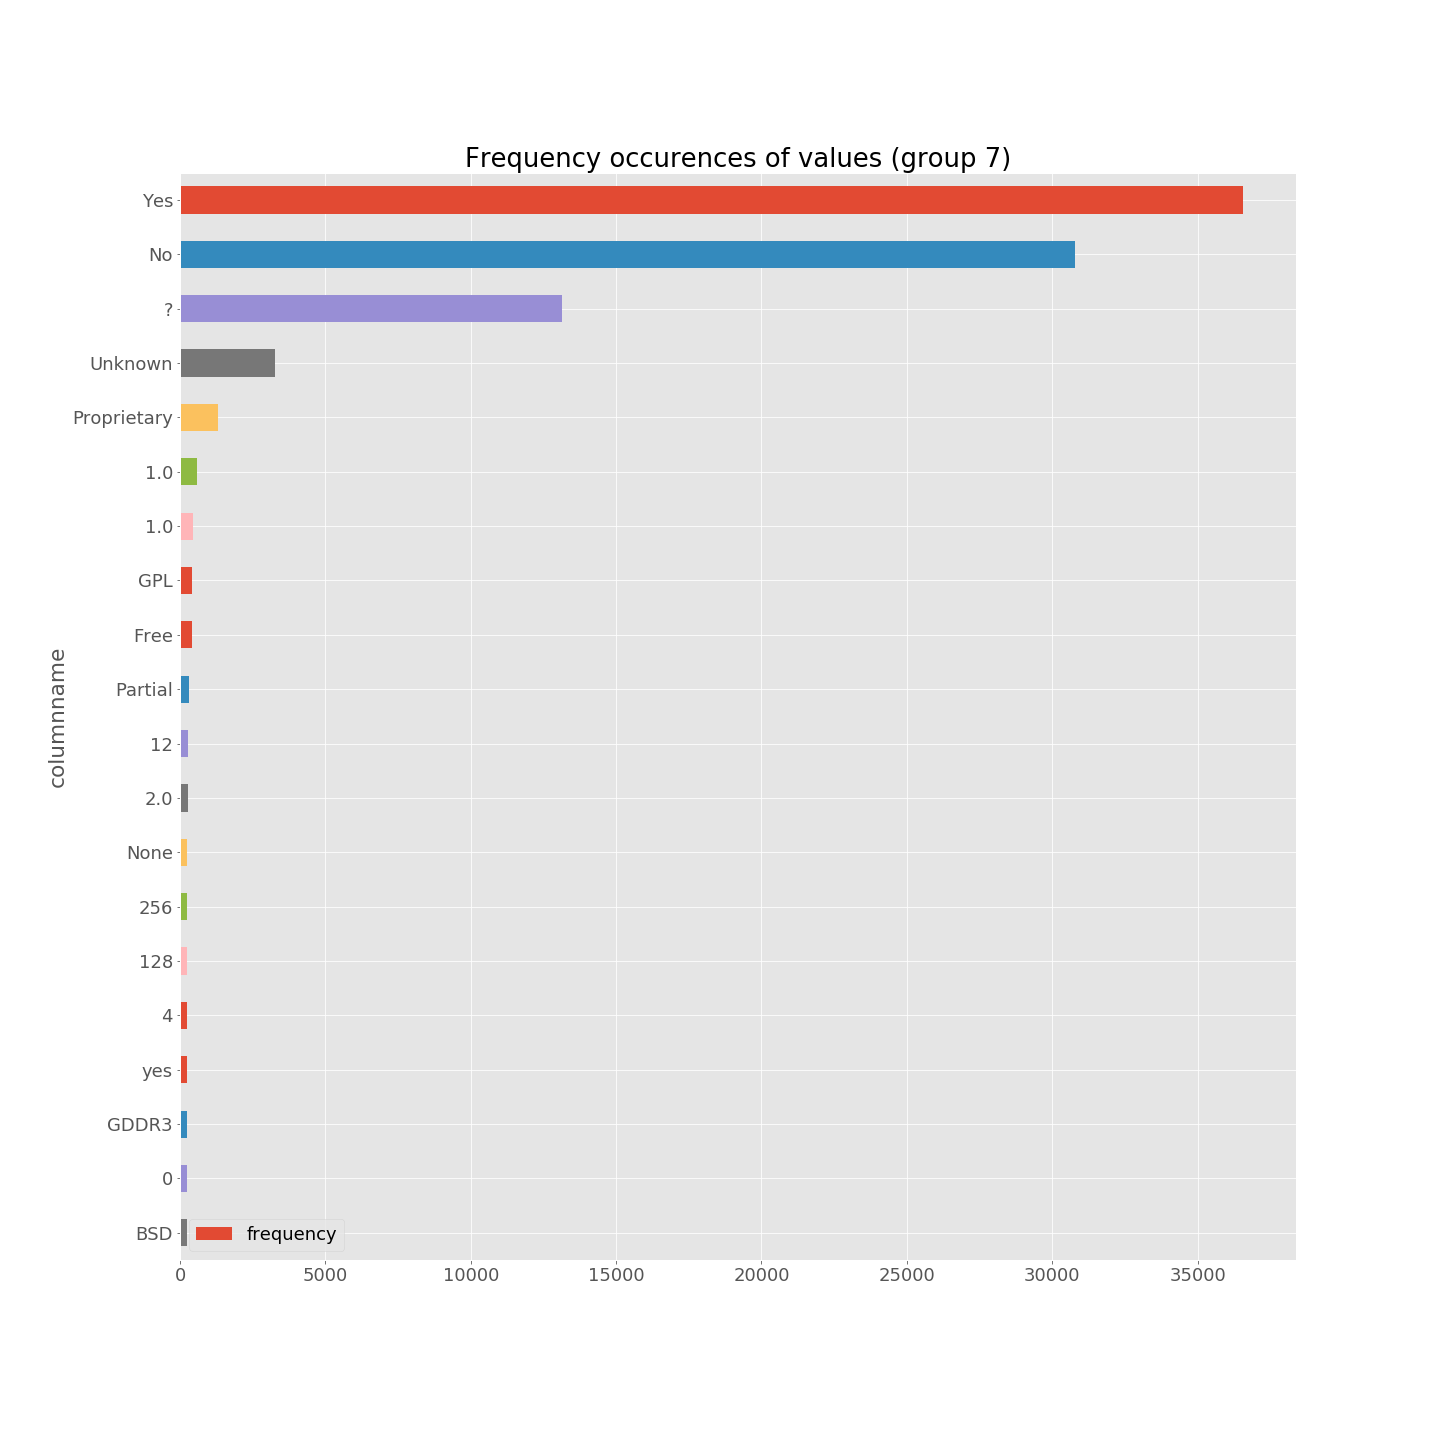 Frequency occurences of values (group 7)
Yes
No
?
Unknown
Proprietary
1.0
1.0
GPL
Free
Partial
12
2.0
None
256
128
4
yes
GDDR3
0
BSD
columnname
frequency
0 5000 10000 15000 20000 25000 30000 35000